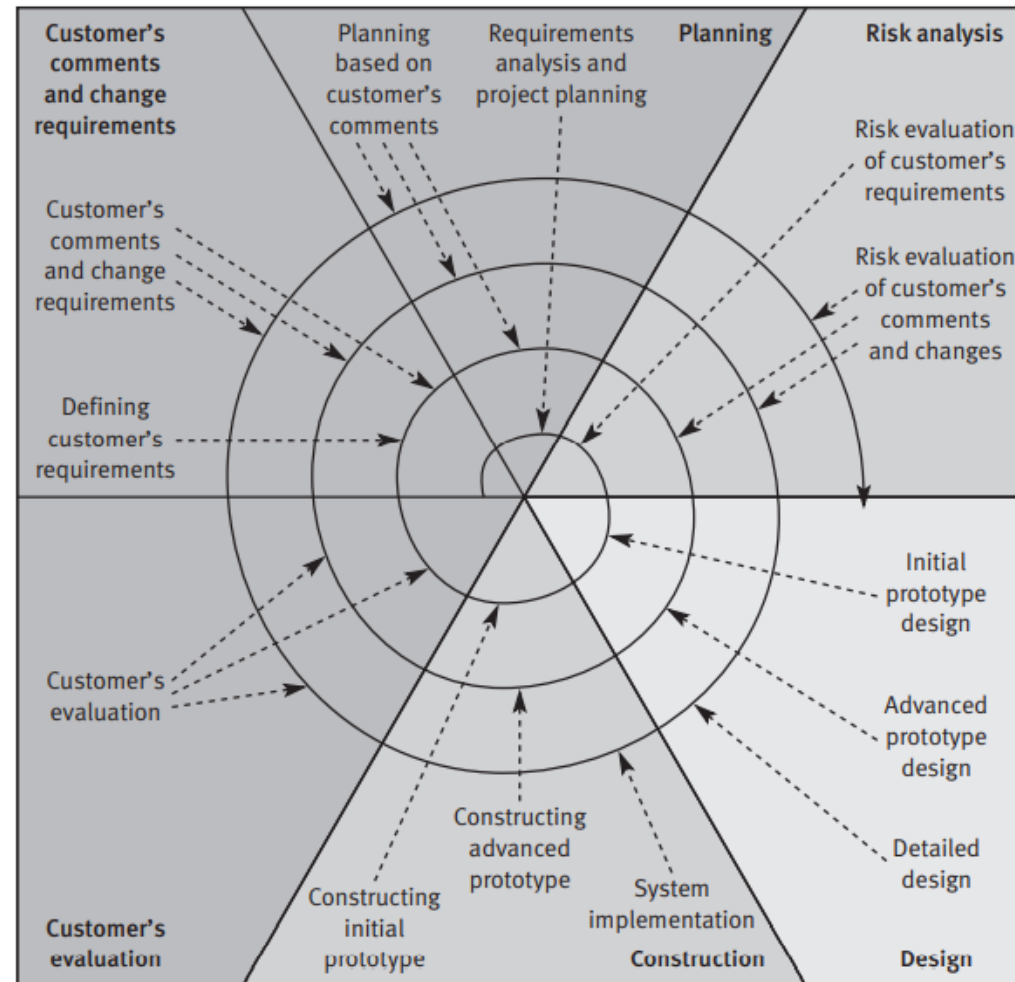 Customer's
comments
and change
requirements
Planning
based on
customer's
comments
Requirements
analysis and
project planning
Planning
Risk analysis
Risk evaluation
of customer's
requirements
Customer's
comments
and change
requirements
Risk evaluation
of customer's
comments
and changes
Defining
customer's
requirements
Initial
prototype
design
Customer's
evaluation
Advanced
prototype
design
Constructing
advanced
prototype
Detailed
design
Constructing
initial
prototype
System
implementation
Customer's
evaluation
Construction
Design